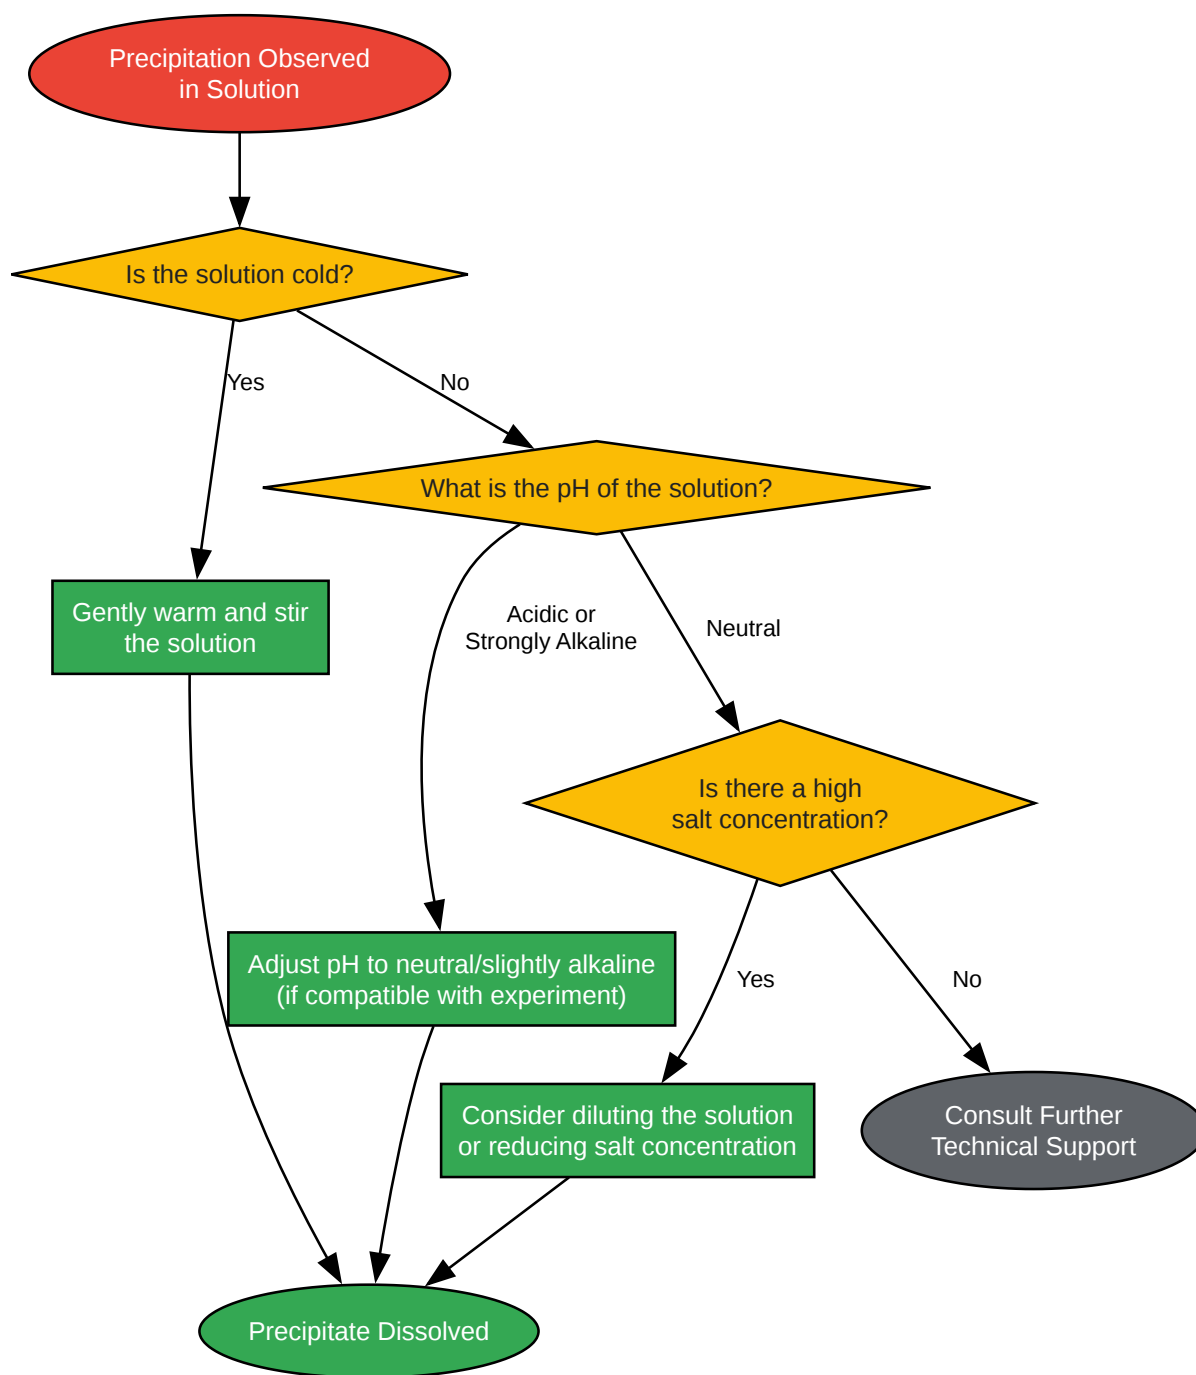 Precipitation Observed
in Solution
Is the solution cold?
Yes
No
What is the pH of the solution?
Gently warm and stir
the solution
Acidic or
Strongly Alkaline
Neutral
Is there a high
salt concentration?
Adjust pH to neutral/slightly alkaline
(if compatible with experiment)
Yes
No
Consider diluting the solution
or reducing salt concentration
Consult Further
Technical Support
Precipitate Dissolved